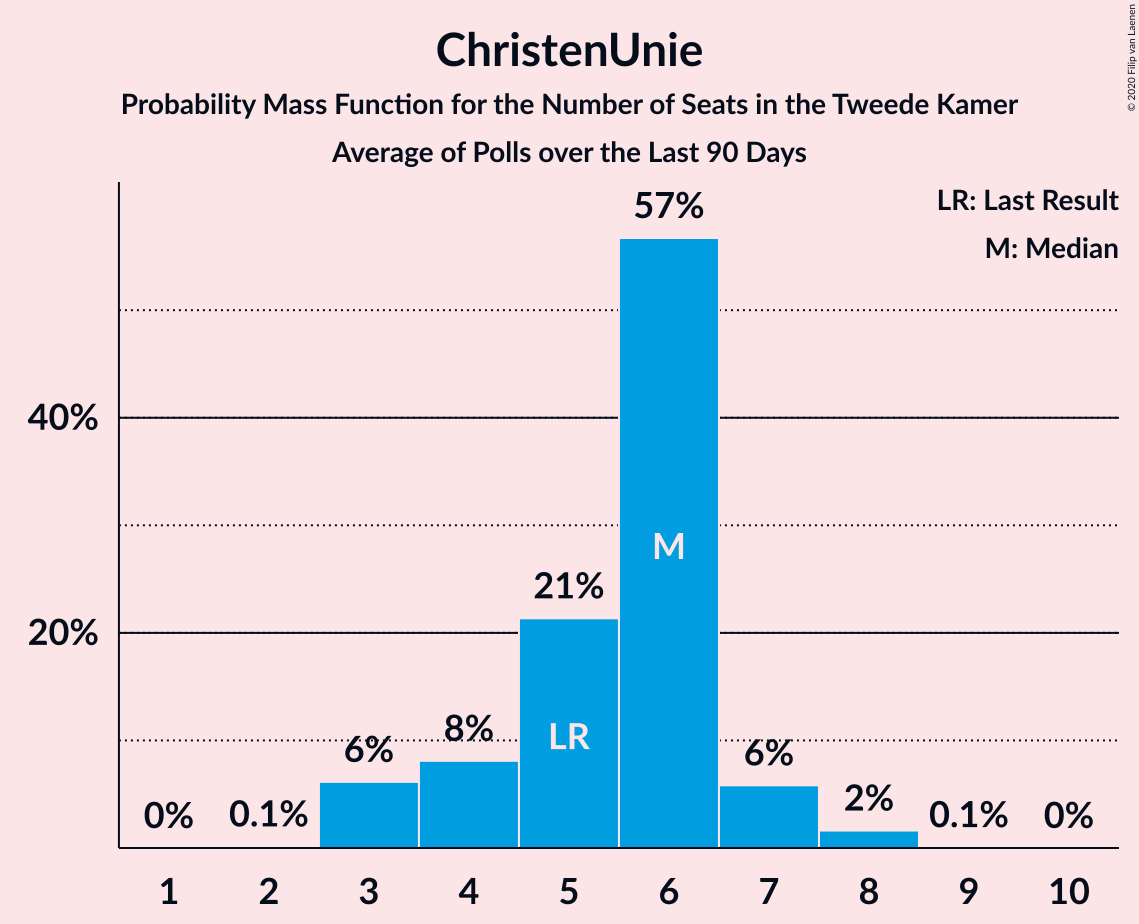 ChristenUnie
Probability Mass Function for the Number of Seats in the Tweede Kamer
Average of Polls over the Last 90 Days
© 2020 Filip van Laenen
LR: Last Result
M: Median
57%
40%
M
21%
20%
LR
8%
6%
6%
2%
0%
0.1%
0.1%
0%
1
2
3
4
5
6
7
8
9
10